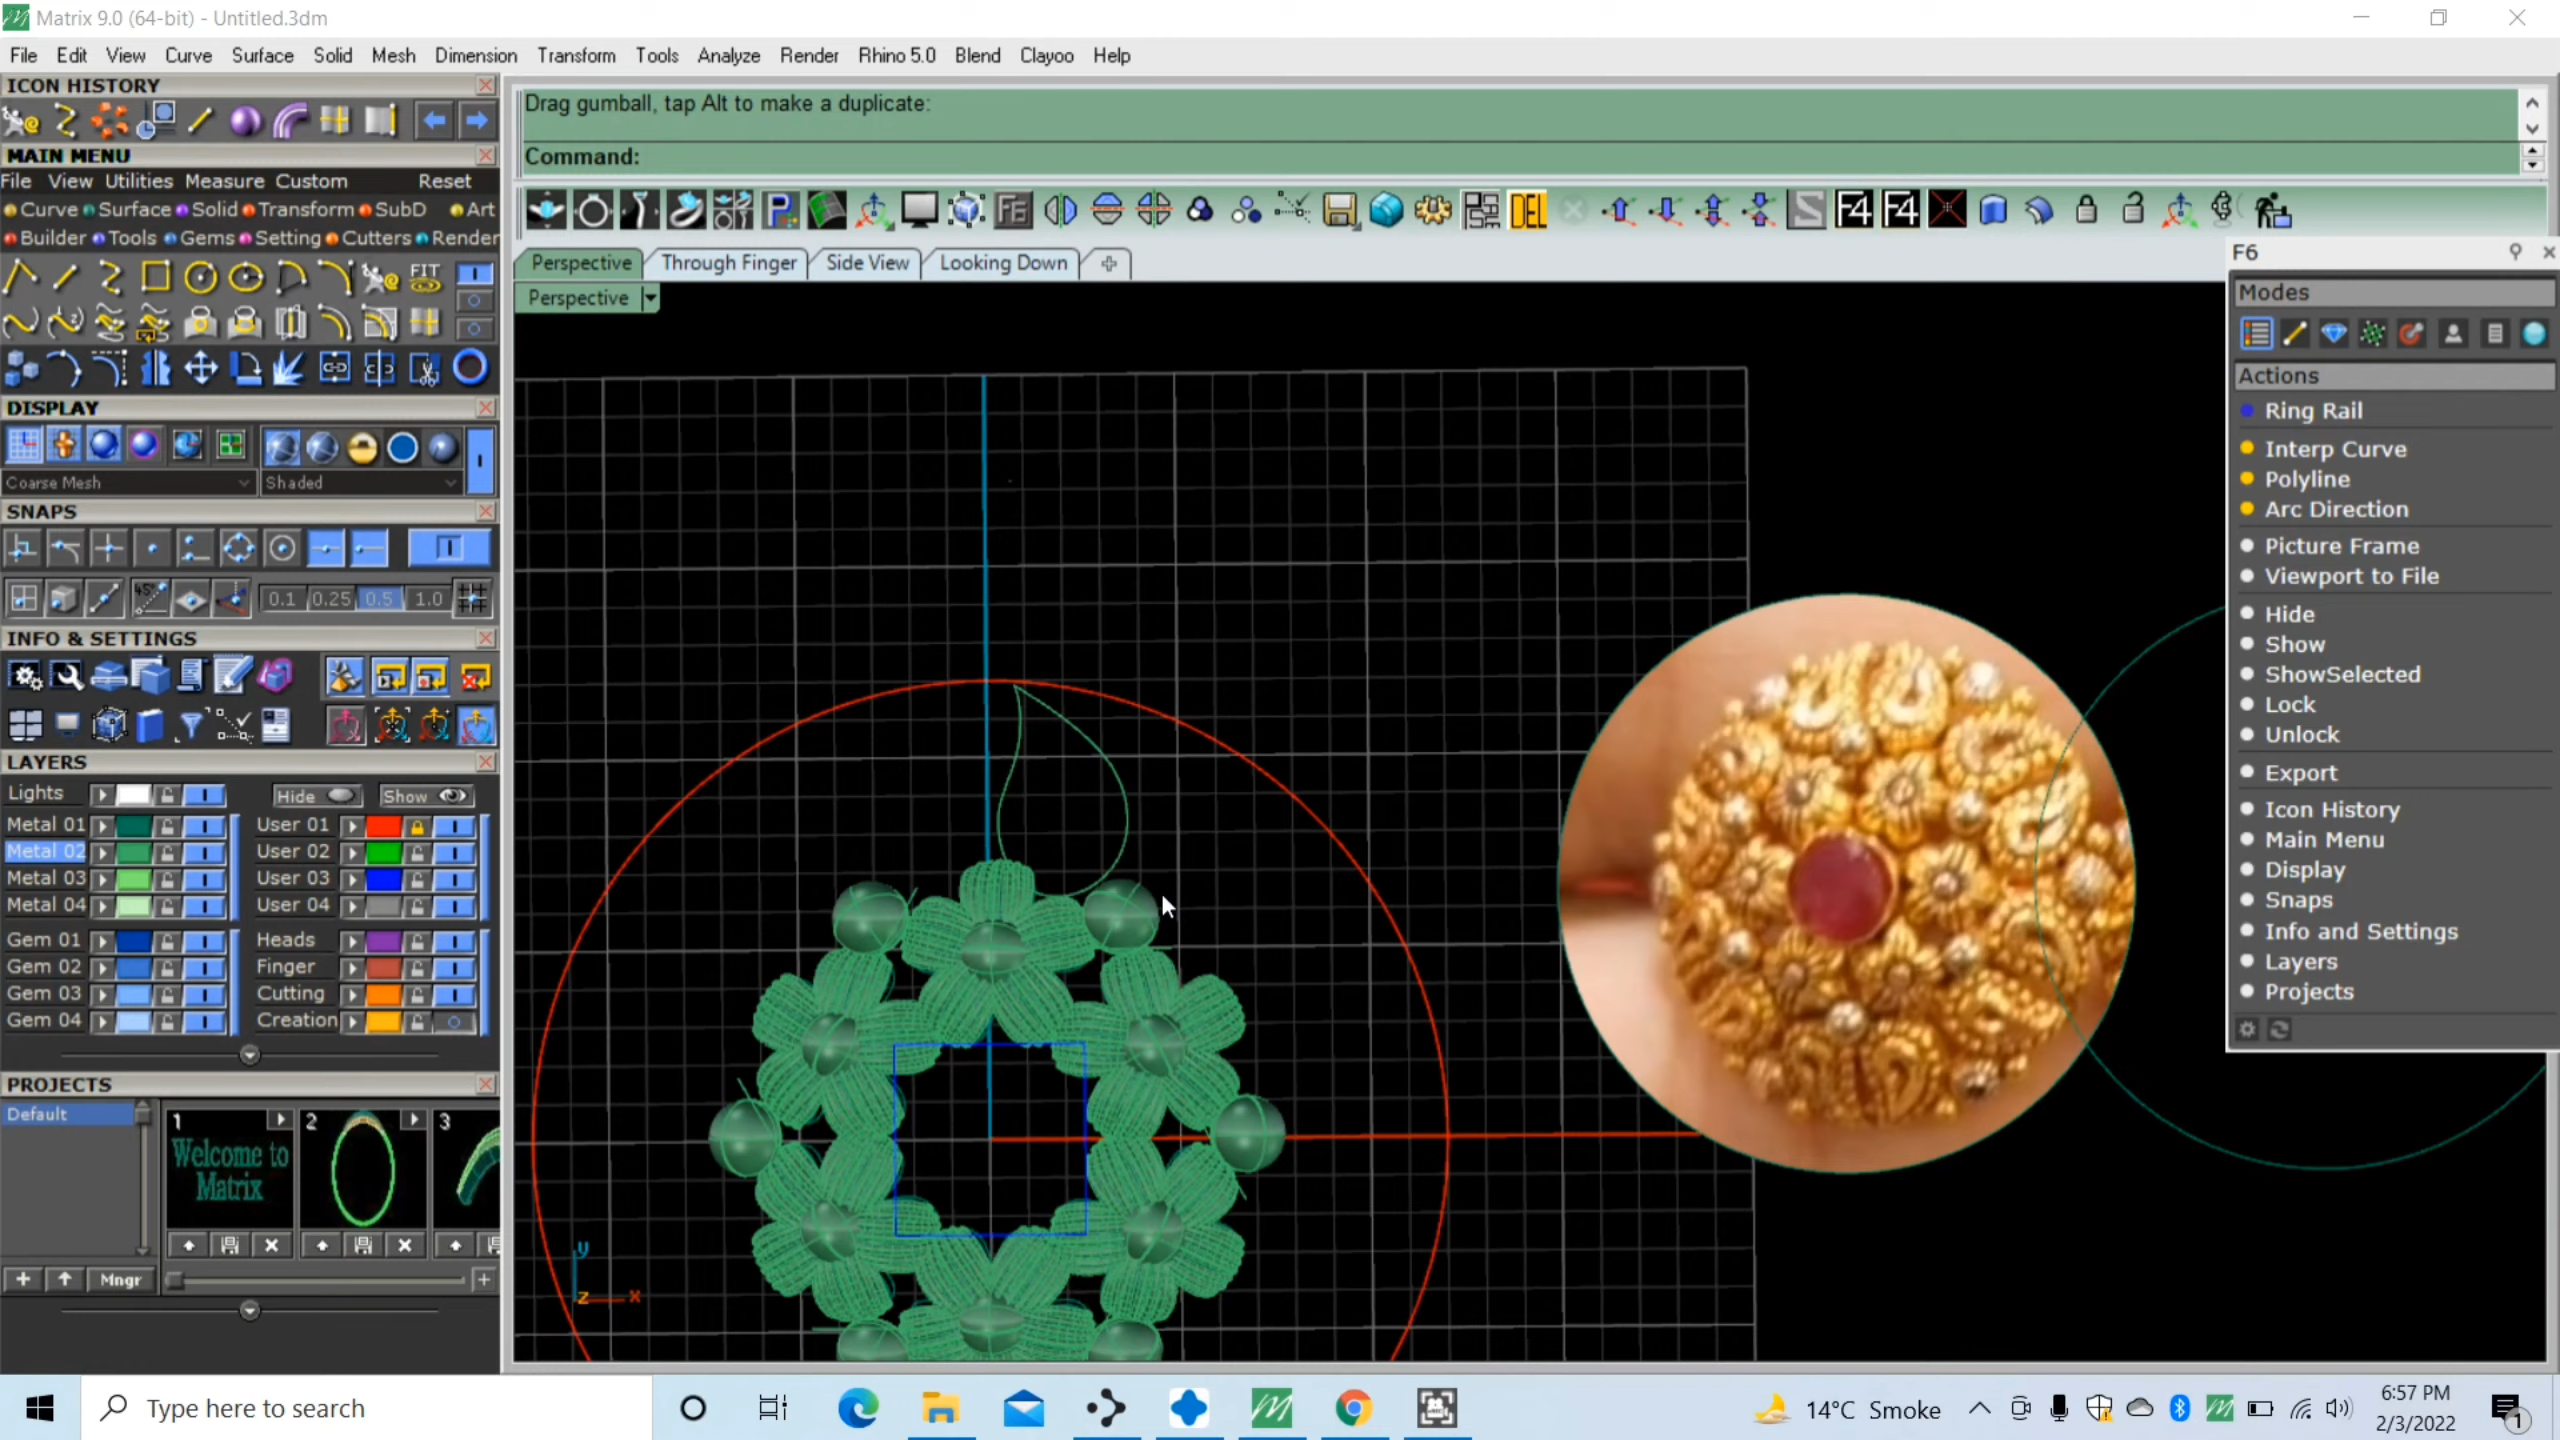 Matrix 9.0 (64-bit) - Untitled.3dm
File Edit View Curve Surface Solid Mesh Dimension Transform Tools Analyze Render Rhino 5.0 Blend Clayoo Help
ICON HISTORY
Drag gumball, tap Alt to make a duplicate:
Command:
MAIN MENU
File View Utilities Measure Custom Reset
Curve Surface Solid Transform SubD Art
Builder Tools Gems Setting Cutters Render
F6 DEL S F4 F4
Perspective Through Finger Side View Looking Down
Perspective
FIT
DISPLAY
Coarse Mesh Shaded
SNAPS
45°
0.1 0.25 0.5 1.0
INFO & SETTINGS
LAYERS
Lights Hide Show
Metal 01 User 01
Metal 02 User 02
Metal 03 User 03
Metal 04 User 04
Gem 01 Heads
Gem 02 Finger
Gem 03 Cutting
Gem 04 Creation
PROJECTS
Default
1 2 3
Welcome to
Matrix
Mngr
y
z x
F6
Modes
Actions
Ring Rail
Interp Curve
Polyline
Arc Direction
Picture Frame
Viewport to File
Hide
Show
ShowSelected
Lock
Unlock
Export
Icon History
Main Menu
Display
Snaps
Info and Settings
Layers
Projects
Type here to search
14°C Smoke
6:57 PM
2/3/2022
1